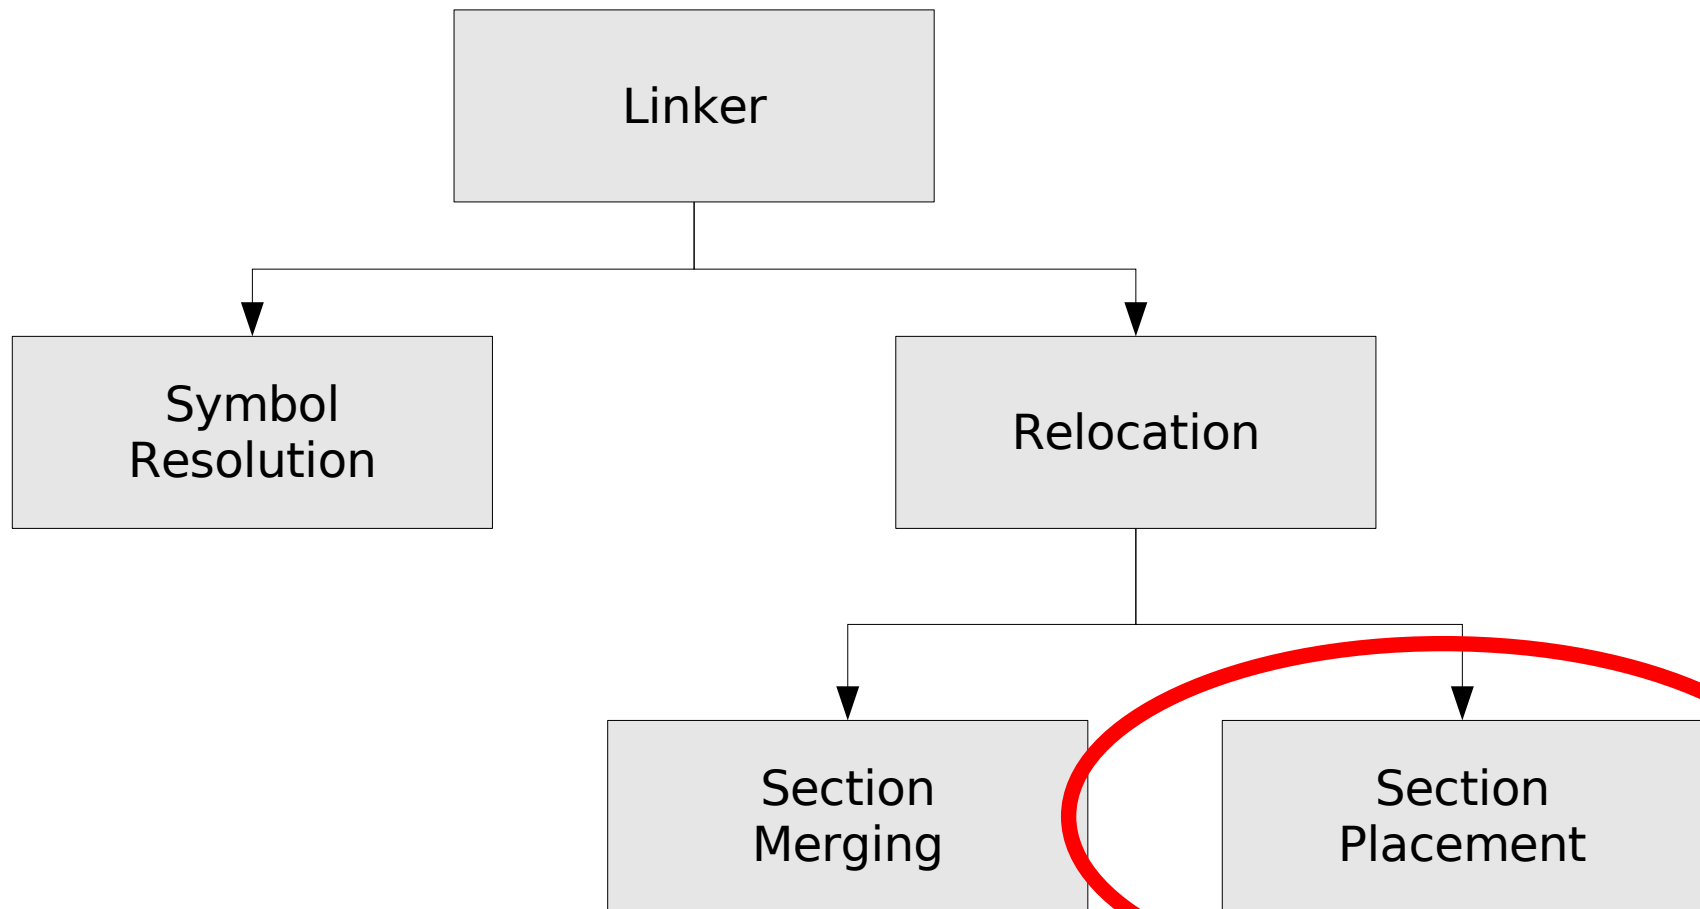 Linker
Symbol
Resolution
Relocation
Section
Merging
Section
Placement